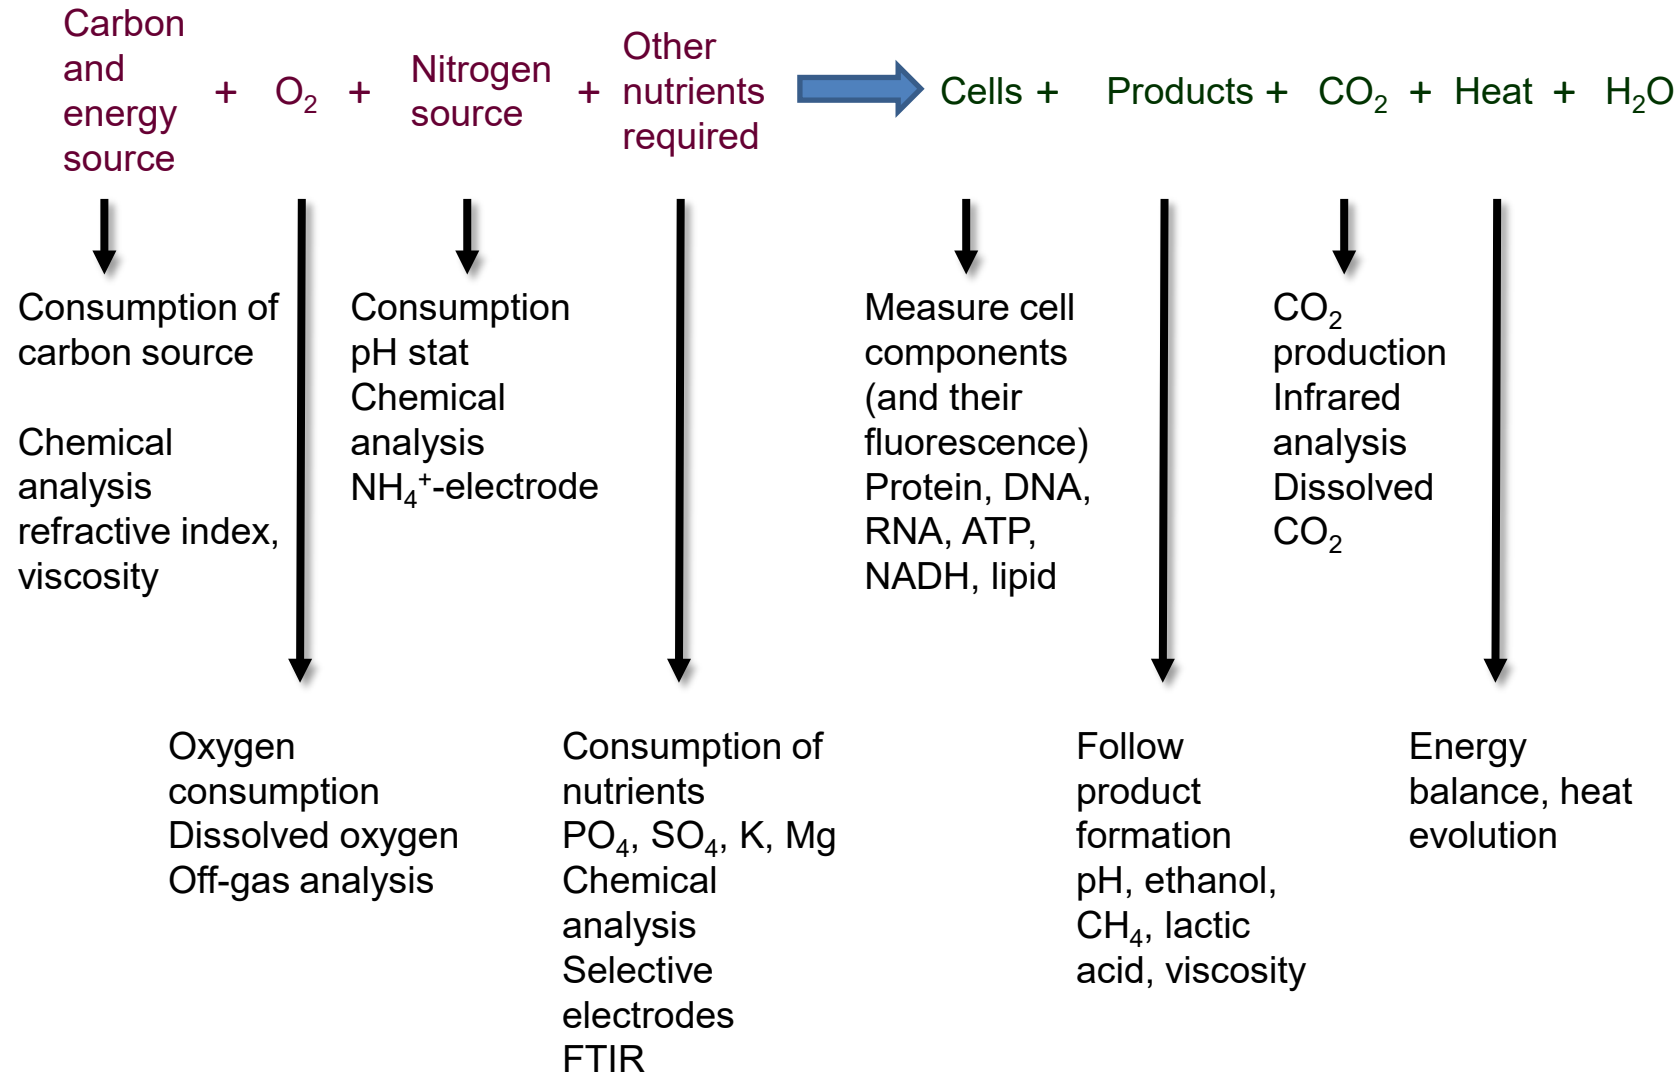 Carbon
and
energy
source
+
O₂
+
Nitrogen
source
+
Other
nutrients
required
Cells +
Products +
CO₂
+
Heat
+
H₂O
Consumption of
carbon source
Chemical
analysis
refractive index,
viscosity
Consumption
pH stat
Chemical
analysis
NH₄⁺-electrode
Measure cell
components
(and their
fluorescence)
Protein, DNA,
RNA, ATP,
NADH, lipid
CO₂
production
Infrared
analysis
Dissolved
CO₂
Oxygen
consumption
Dissolved oxygen
Off-gas analysis
Consumption of
nutrients
PO₄, SO₄, K, Mg
Chemical
analysis
Selective
electrodes
FTIR
Follow
product
formation
pH, ethanol,
CH₄, lactic
acid, viscosity
Energy
balance, heat
evolution